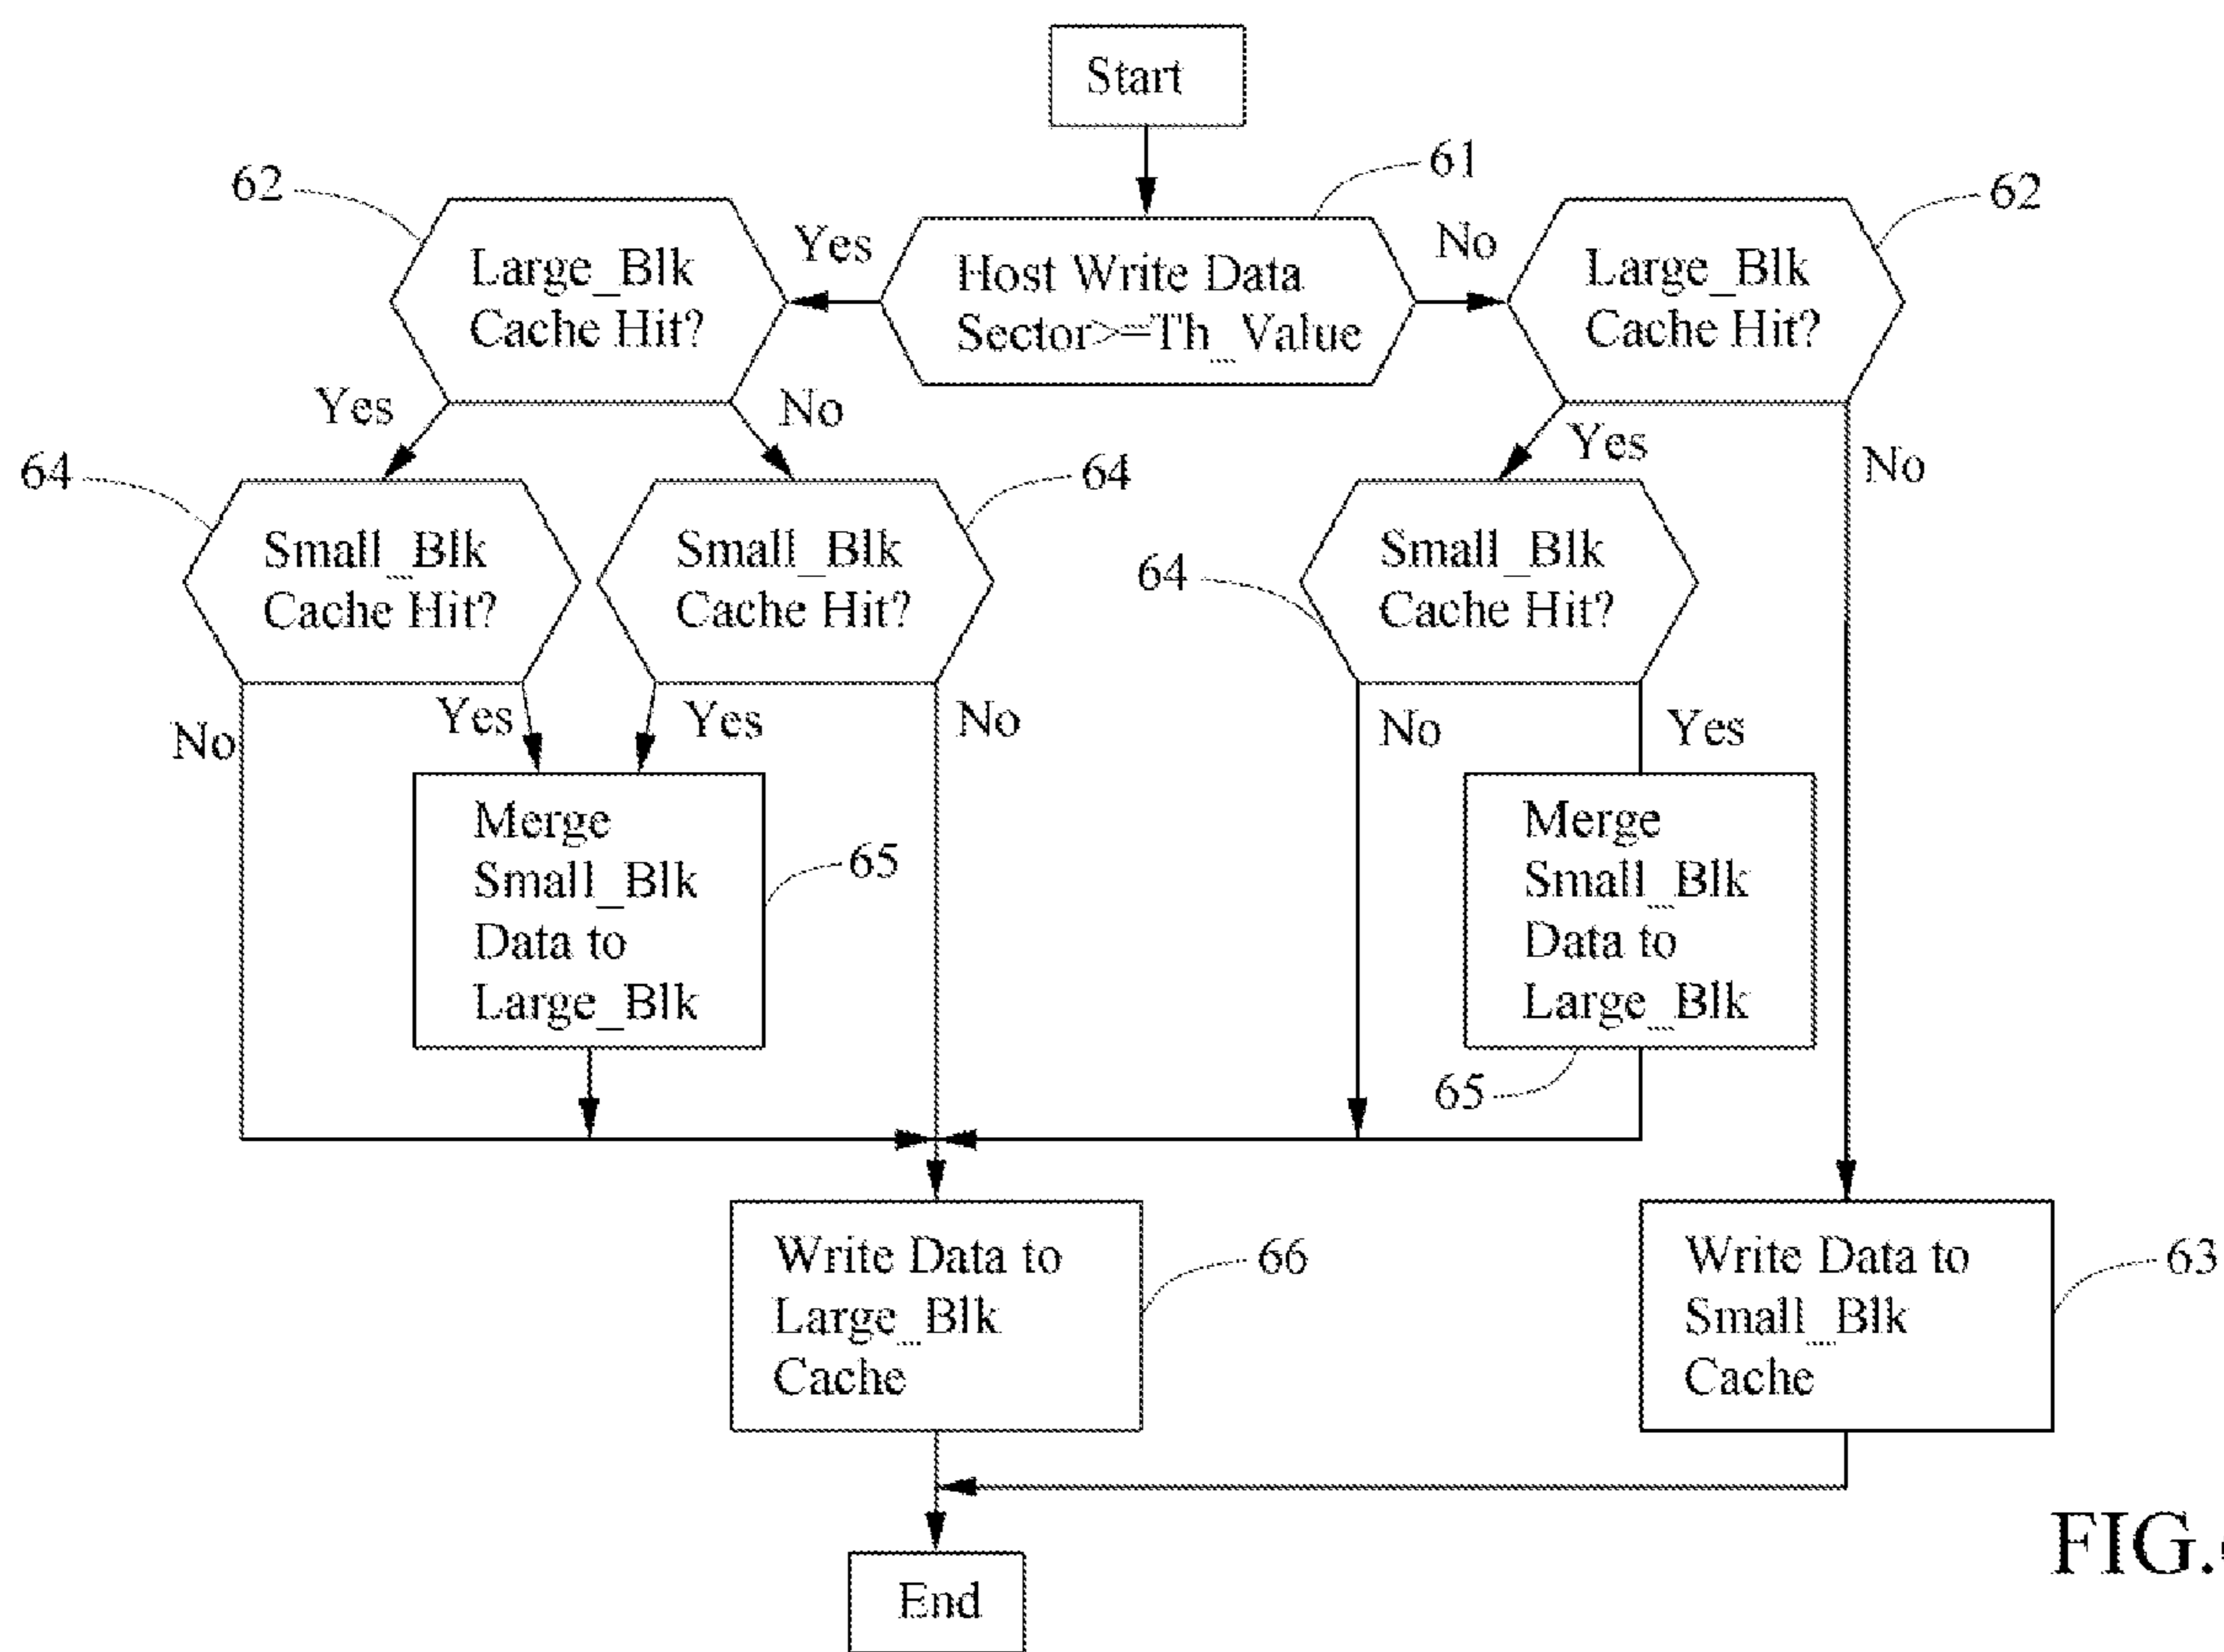 Start
61
62
62
Yes
No
Large_Blk
Cache Hit?
Host Write Data
Sector>=Th_Value
Large_Blk
Cache Hit?
Yes
No
Yes
No
64
64
64
Small_Blk
Cache Hit?
Small_Blk
Cache Hit?
Small_Blk
Cache Hit?
No
Yes
Yes
No
No
Yes
Merge
Small_Blk
Data to
Large_Blk
65
Merge
Small_Blk
Data to
Large_Blk
65
Write Data to
Large_Blk
Cache
66
Write Data to
Small_Blk
Cache
63
End
FIG.